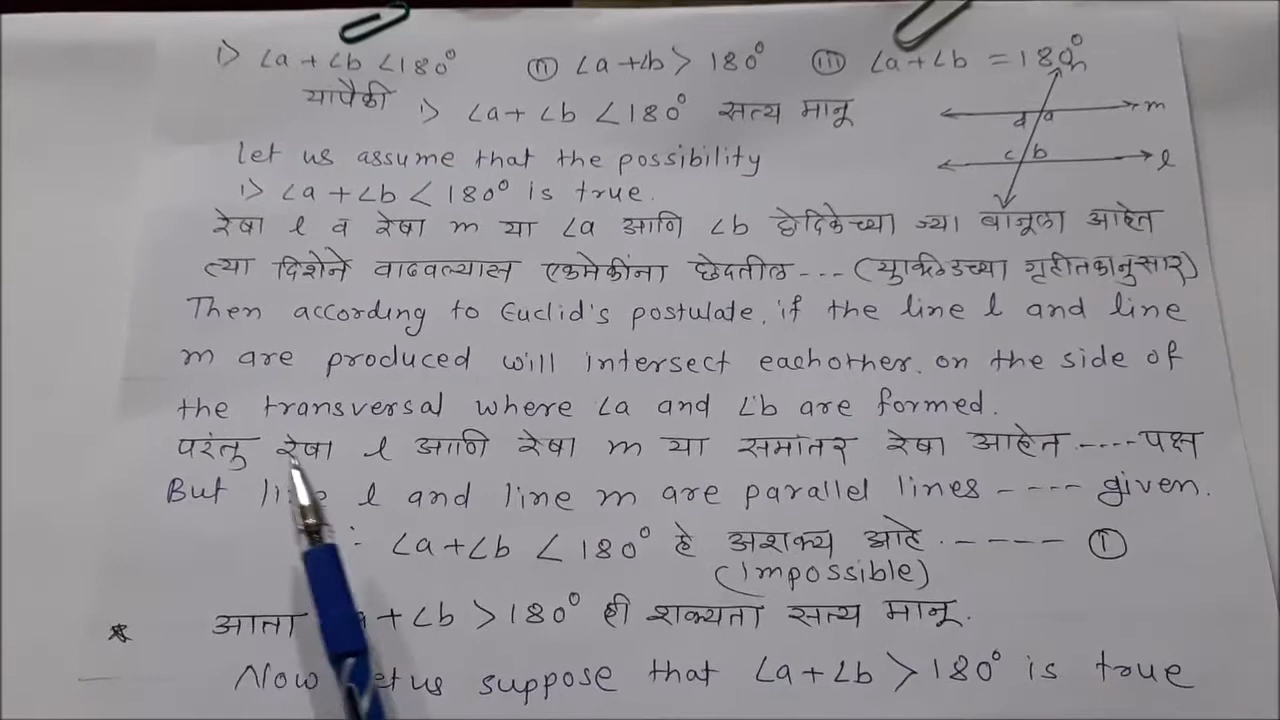 i> ∠a + ∠b < 180° (ii) ∠a + ∠b > 180° (iii) ∠a + ∠b = 180°
n
यापैकी i> ∠a + ∠b < 180° सत्य मानू
m
d a
c b
l
let us assume that the possibility
i> ∠a + ∠b < 180° is true.
रेषा l व रेषा m या ∠a आणि ∠b छेदिकेच्या ज्या बाजूला आहेत
त्या दिशेने वाढवल्यास एकमेकींना छेदतील --- (युक्लिडच्या गृहीतकानुसार)
Then according to Euclid's postulate, if the line l and line
m are produced will intersect eachother. on the side of
the transversal where ∠a and ∠b are formed.
परंतु रेषा l आणि रेषा m या समांतर रेषा आहेत ---- पक्ष
But line l and line m are parallel lines ---- given.
∴ ∠a + ∠b < 180° हे अशक्य आहे. ----- (I)
(Impossible)
* आता ∠a + ∠b > 180° ही शक्यता सत्य मानू.
Now let us suppose that ∠a + ∠b > 180° is true